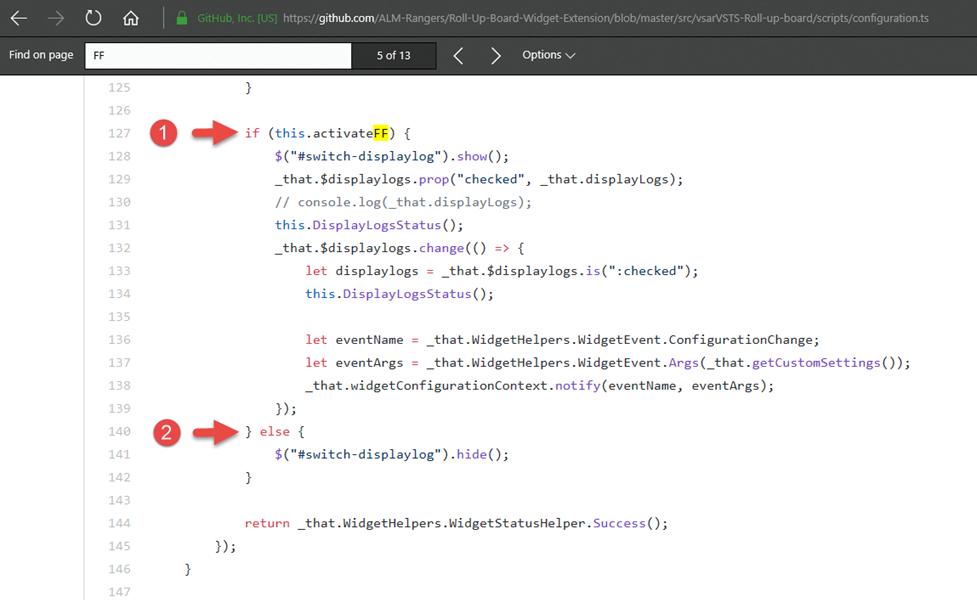 GitHub, Inc. [US] https://github.com/ALM-Rangers/Roll-Up-Board-Widget-Extension/blob/master/src/vsarVSTS-Roll-up-board/scripts/configuration.ts
Find on page FF 5 of 13 Options
125 }
126
1 127 if (this.activateFF) {
128 $("#switch-displaylog").show();
129 _that.$displaylogs.prop("checked", _that.displayLogs);
130 // console.log(_that.displayLogs);
131 this.DisplayLogsStatus();
132 _that.$displaylogs.change(() => {
133 let displaylogs = _that.$displaylogs.is(":checked");
134 this.DisplayLogsStatus();
135
136 let eventName = _that.WidgetHelpers.WidgetEvent.ConfigurationChange;
137 let eventArgs = _that.WidgetHelpers.WidgetEvent.Args(_that.getCustomSettings());
138 _that.widgetConfigurationContext.notify(eventName, eventArgs);
139 });
2 140 } else {
141 $("#switch-displaylog").hide();
142 }
143
144 return _that.WidgetHelpers.WidgetStatusHelper.Success();
145 });
146 }
147